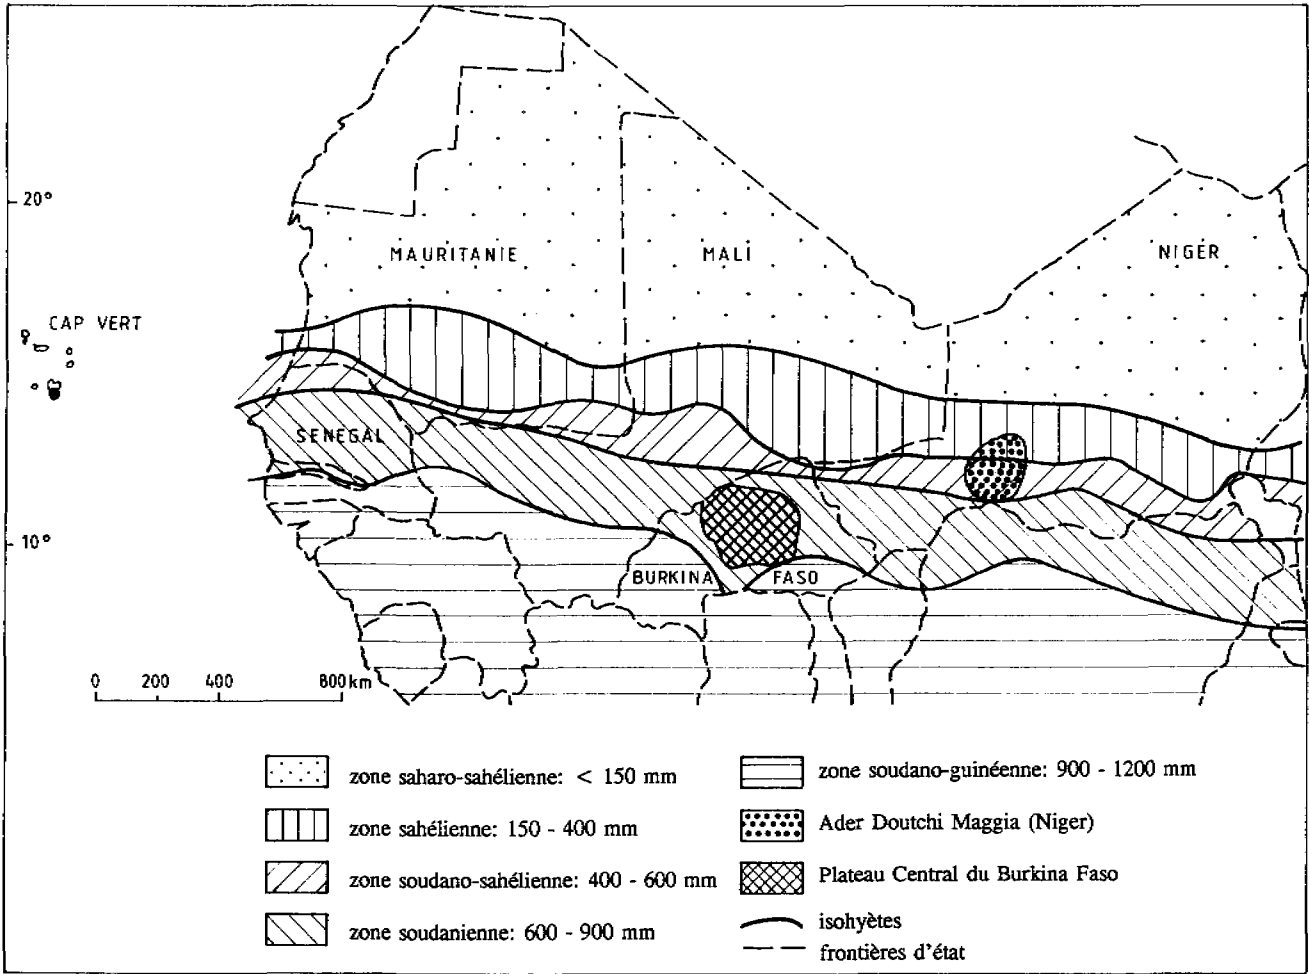 20°
MAURITANIE
MALI
NIGER
CAP VERT
SENEGAL
10°
BURKINA FASO
0 200 400 800 km
zone saharo-sahélienne: < 150 mm
zone sahélienne: 150 - 400 mm
zone soudano-sahélienne: 400 - 600 mm
zone soudanienne: 600 - 900 mm
zone soudano-guinéenne: 900 - 1200 mm
Ader Doutchi Maggia (Niger)
Plateau Central du Burkina Faso
isohyètes
frontières d'état